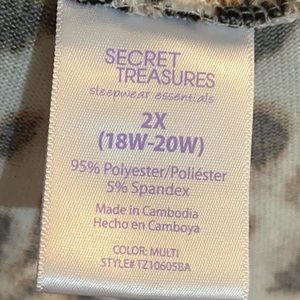 SECRET
TREASURES
sleepwear essentials
2X
(18W-20W)
95% Polyester/Poliéster
5% Spandex
Made in Cambodia
Hecho en Camboya
COLOR: MULTI
STYLE# TZ10605BA